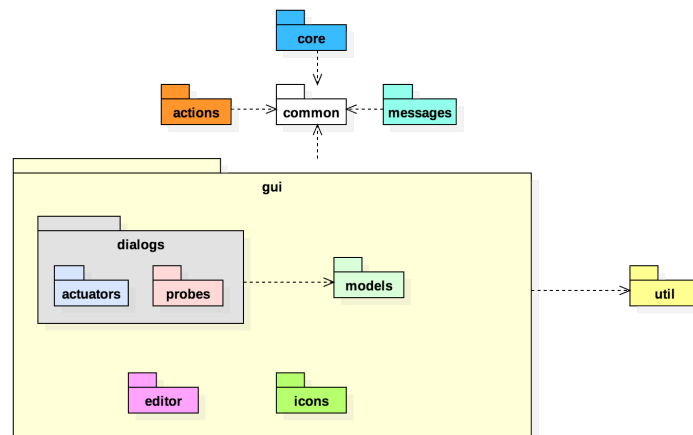 core
actions
common
messages
gui
dialogs
actuators
probes
models
util
editor
icons